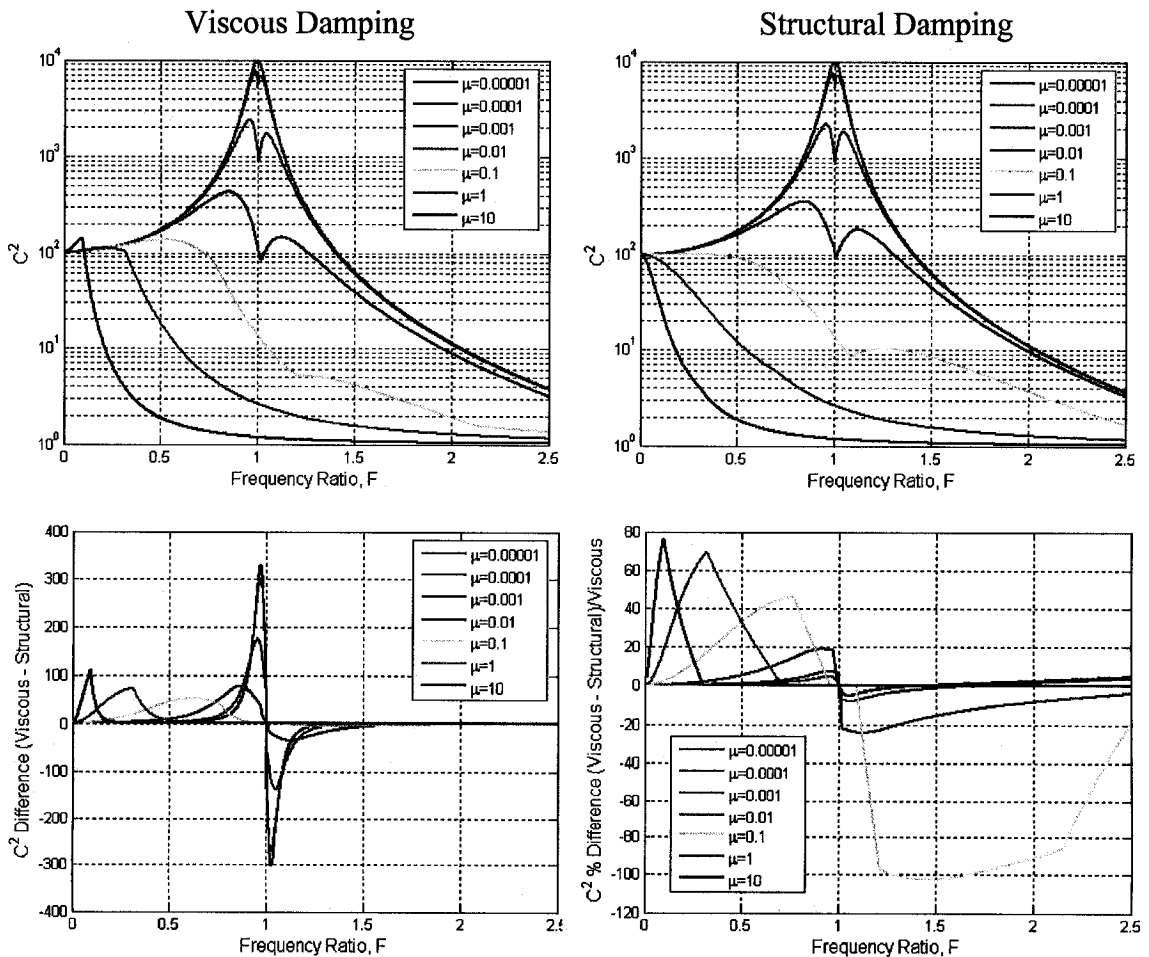 Viscous Damping
10^4
10^3
10^2
10^1
10^0
C^2
0 0.5 1 1.5 2 2.5
Frequency Ratio, F
μ=0.00001
μ=0.0001
μ=0.001
μ=0.01
μ=0.1
μ=1
μ=10
Structural Damping
10^4
10^3
10^2
10^1
10^0
C^2
0 0.5 1 1.5 2 2.5
Frequency Ratio, F
μ=0.00001
μ=0.0001
μ=0.001
μ=0.01
μ=0.1
μ=1
μ=10
400
300
200
100
0
-100
-200
-300
-400
C^2 Difference (Viscous - Structural)
0 0.5 1 1.5 2 2.5
Frequency Ratio, F
μ=0.00001
μ=0.0001
μ=0.001
μ=0.01
μ=0.1
μ=1
μ=10
80
60
40
20
0
-20
-40
-60
-80
-100
-120
C^2 % Difference (Viscous - Structural)/Viscous
0 0.5 1 1.5 2 2.5
Frequency Ratio, F
μ=0.00001
μ=0.0001
μ=0.001
μ=0.01
μ=0.1
μ=1
μ=10